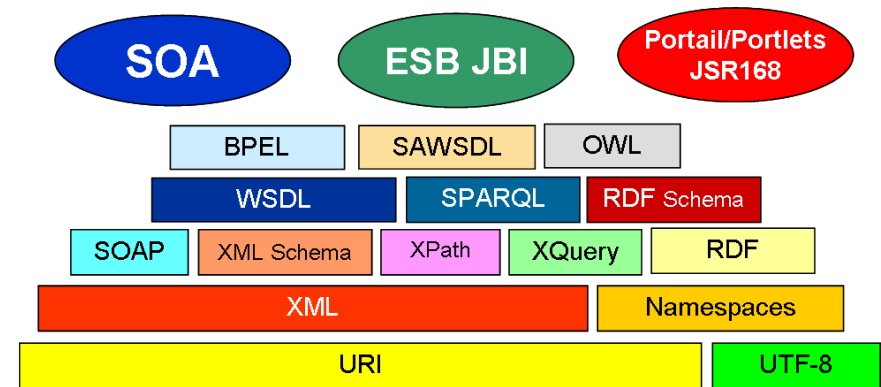 SOA
ESB JBI
Portail/Portlets
JSR168
BPEL
SAWSDL
OWL
WSDL
SPARQL
RDF Schema
SOAP
XML Schema
XPath
XQuery
RDF
XML
Namespaces
URI
UTF-8